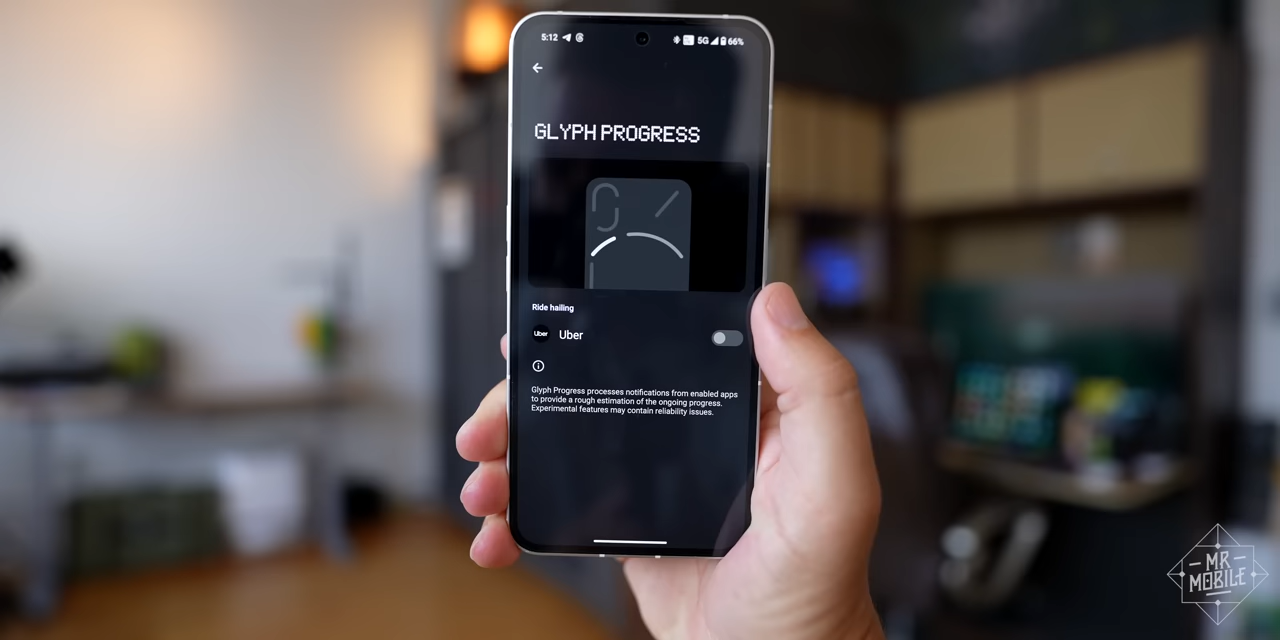 5:12
5G 66%
GLYPH PROGRESS
Ride hailing
Uber Uber
Glyph Progress processes notifications from enabled apps
to provide a rough estimation of the ongoing progress.
Experimental features may contain reliability issues.
MR
MOBILE